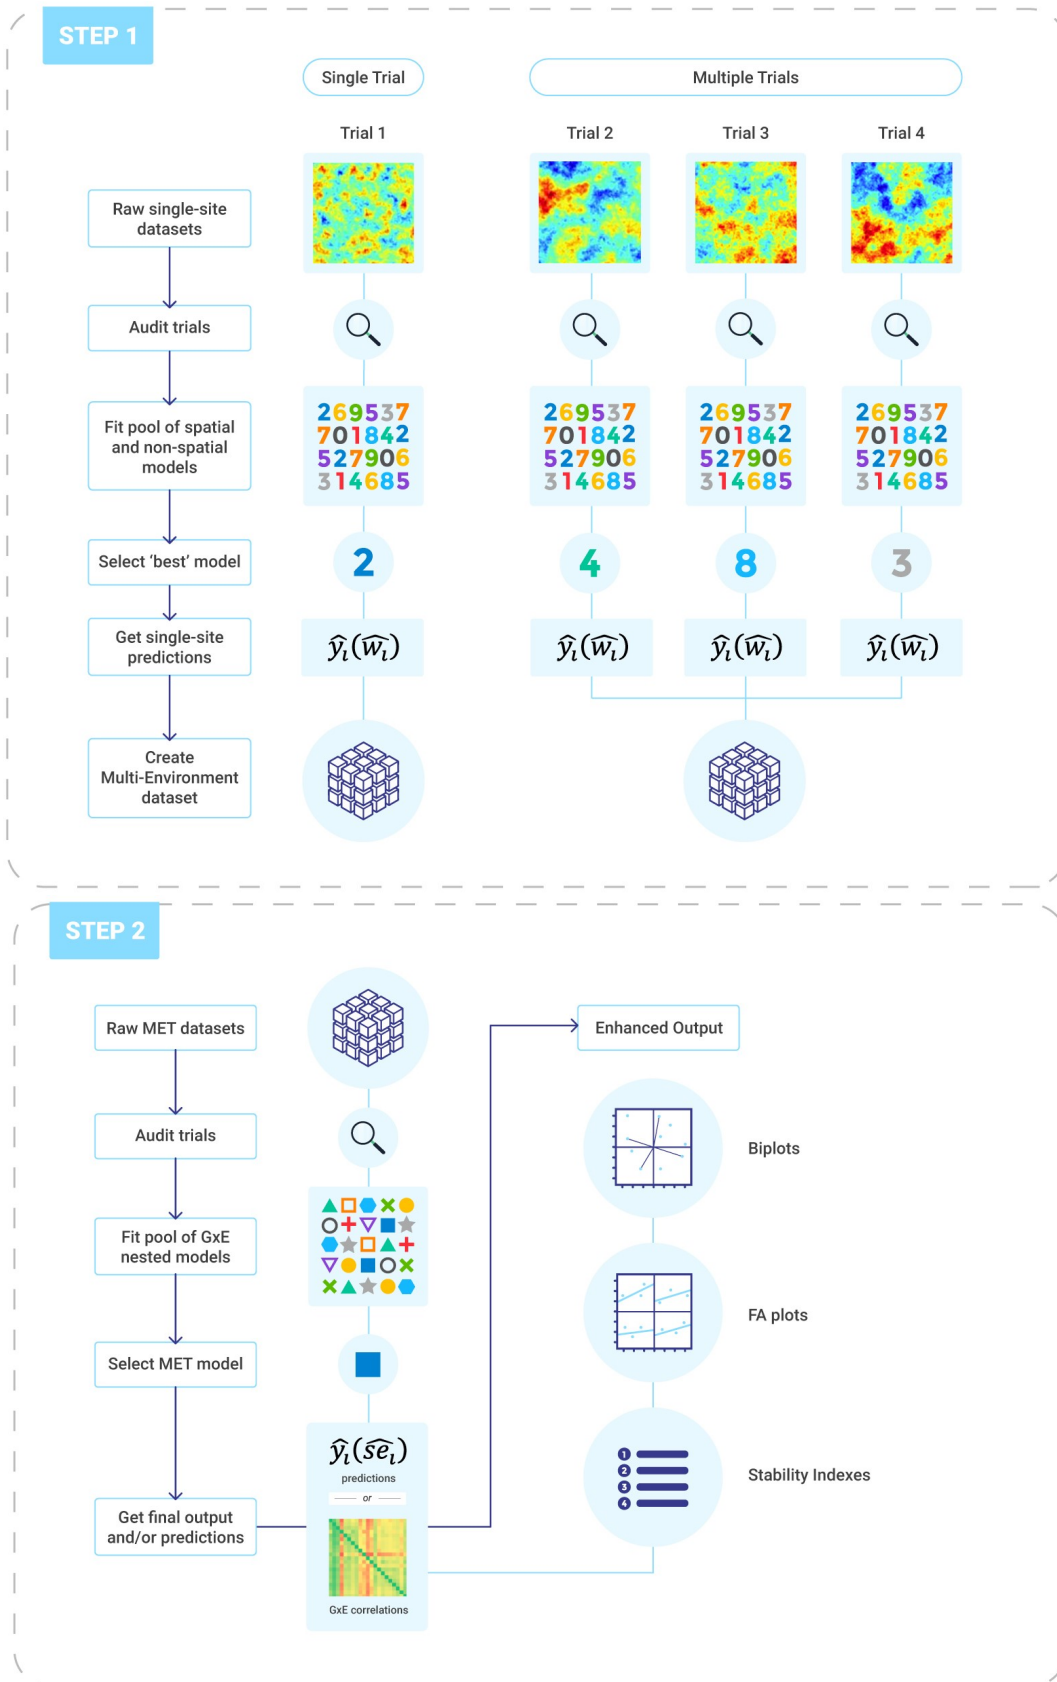 STEP 1
Single Trial
Multiple Trials
Trial 1
Trial 2
Trial 3
Trial 4
Raw single-site
datasets
Audit trials
Fit pool of spatial
and non-spatial
models
269537
701842
527906
314685
269537
701842
527906
314685
269537
701842
527906
314685
269537
701842
527906
314685
Select ‘best’ model
2
4
8
3
Get single-site
predictions
ŷᵢ(ŵᵢ)
ŷᵢ(ŵᵢ)
ŷᵢ(ŵᵢ)
ŷᵢ(ŵᵢ)
Create
Multi-Environment
dataset
STEP 2
Raw MET datasets
Enhanced Output
Audit trials
Biplots
Fit pool of GxE
nested models
FA plots
Select MET model
ŷᵢ(ŝeᵢ)
predictions
or
GxE correlations
1
2
3
4
Stability Indexes
Get final output
and/or predictions